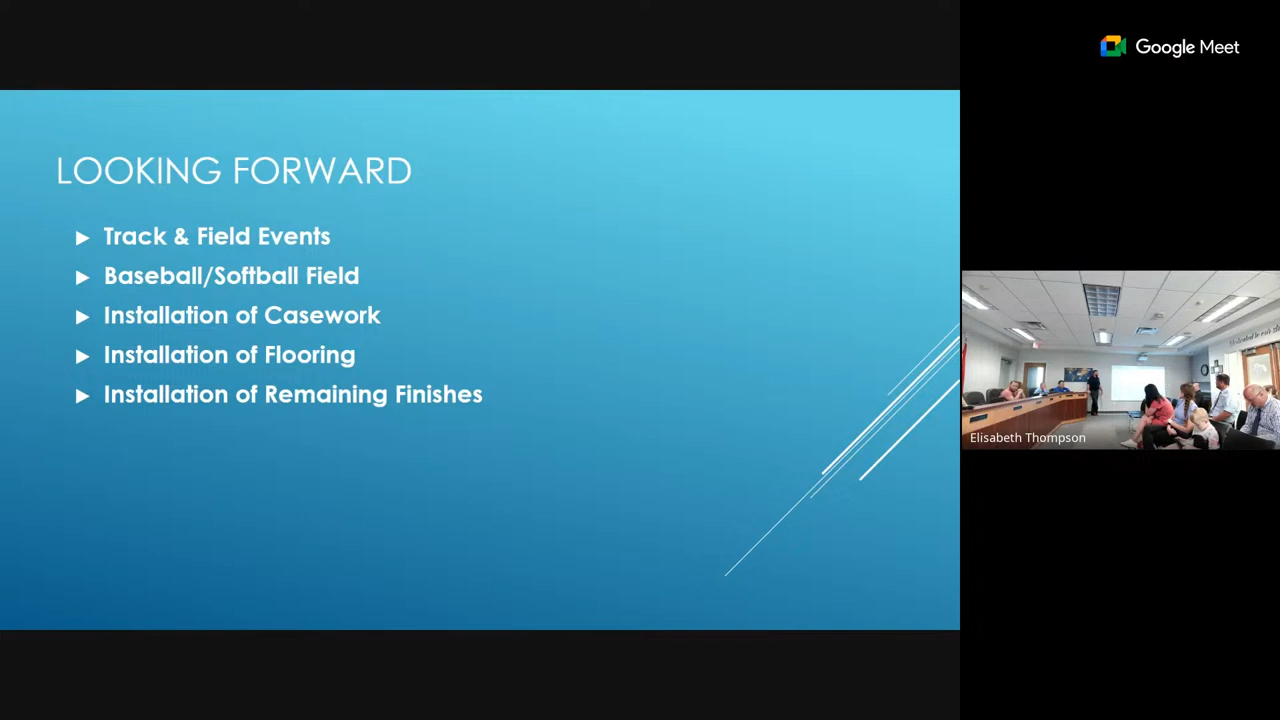 Google Meet
LOOKING FORWARD
Track & Field Events
Baseball/Softball Field
Installation of Casework
Installation of Flooring
Installation of Remaining Finishes
Elisabeth Thompson